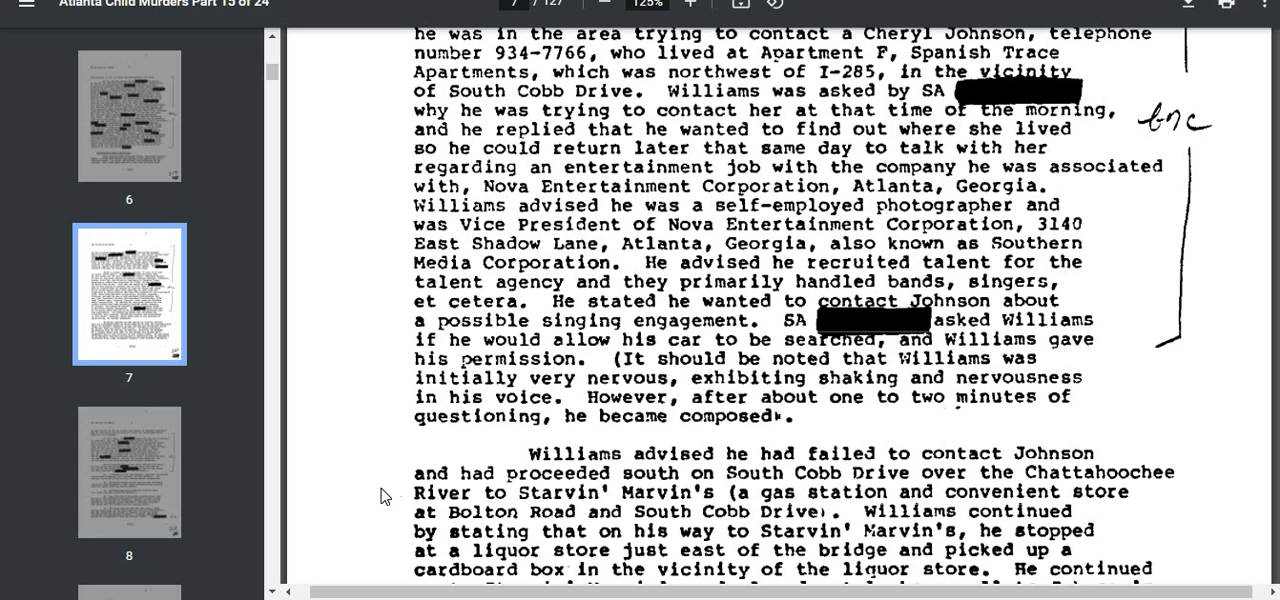 Atlanta Child Murders Part 15 of 24
7 / 127
125%
6
7
8
he was in the area trying to contact a Cheryl Johnson, telephone
number 934-7766, who lived at Apartment F, Spanish Trace
Apartments, which was northwest of I-285, in the vicinity
of South Cobb Drive. Williams was asked by SA
why he was trying to contact her at that time of the morning,
and he replied that he wanted to find out where she lived
so he could return later that same day to talk with her
regarding an entertainment job with the company he was associated
with, Nova Entertainment Corporation, Atlanta, Georgia.
Williams advised he was a self-employed photographer and
was Vice President of Nova Entertainment Corporation, 3140
East Shadow Lane, Atlanta, Georgia, also known as Southern
Media Corporation. He advised he recruited talent for the
talent agency and they primarily handled bands, singers,
et cetera. He stated he wanted to contact Johnson about
a possible singing engagement. SA asked Williams
if he would allow his car to be searched, and Williams gave
his permission. (It should be noted that Williams was
initially very nervous, exhibiting shaking and nervousness
in his voice. However, after about one to two minutes of
questioning, he became composed).
Williams advised he had failed to contact Johnson
and had proceeded south on South Cobb Drive over the Chattahoochee
River to Starvin' Marvin's (a gas station and convenient store
at Bolton Road and South Cobb Drive). Williams continued
by stating that on his way to Starvin' Marvin's, he stopped
at a liquor store just east of the bridge and picked up a
cardboard box in the vicinity of the liquor store. He continued